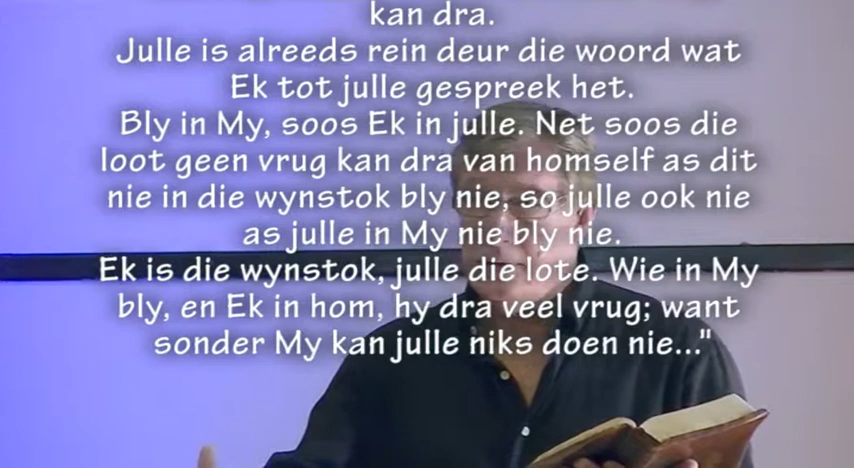 kan dra.
Julle is alreeds rein deur die woord wat
Ek tot julle gespreek het.
Bly in My, soos Ek in julle. Net soos die
loot geen vrug kan dra van homself as dit
nie in die wynstok bly nie, so julle ook nie
as julle in My nie bly nie.
Ek is die wynstok, julle die lote. Wie in My
bly, en Ek in hom, hy dra veel vrug; want
sonder My kan julle niks doen nie..."